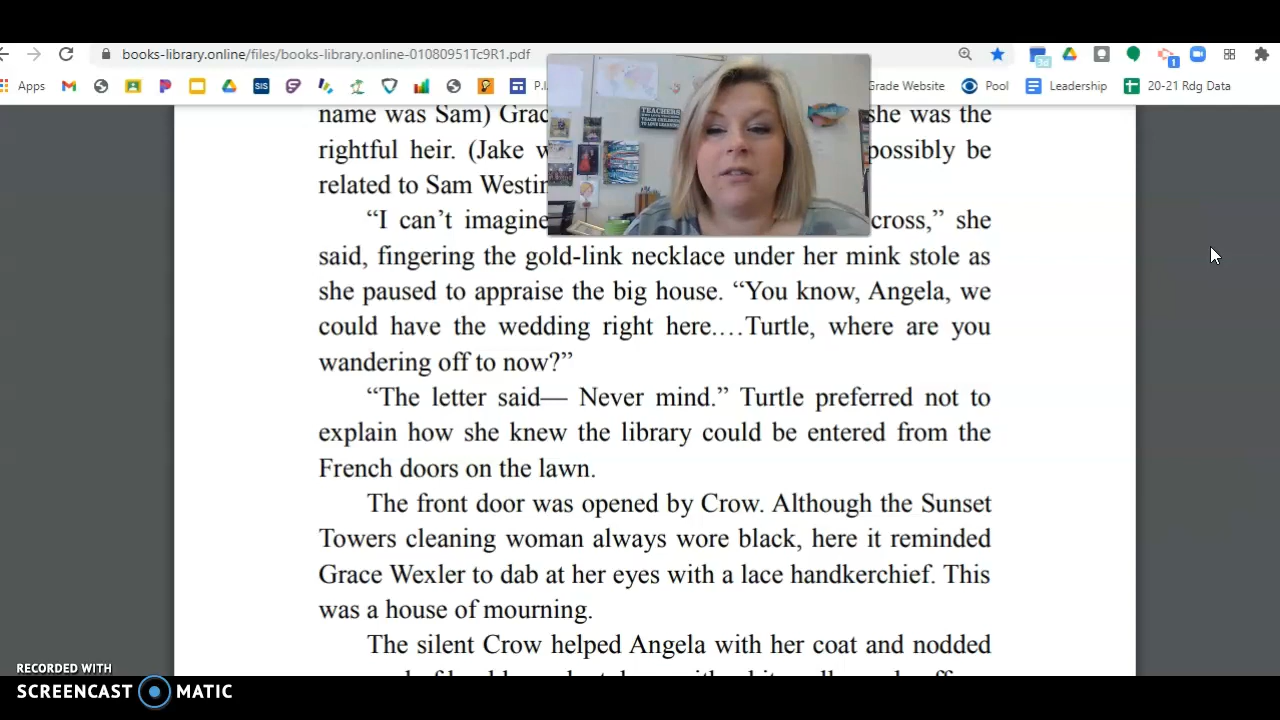 books-library.online/files/books-library.online-01080951Tc9R1.pdf
3d
1
Apps
SIS
P.I.
Grade Website
Pool
Leadership
20-21 Rdg Data
name was Sam) Grac she was the
rightful heir. (Jake w possibly be
related to Sam Westin
“I can’t imagine cross,” she
said, fingering the gold-link necklace under her mink stole as
she paused to appraise the big house. “You know, Angela, we
could have the wedding right here.…Turtle, where are you
wandering off to now?”
“The letter said— Never mind.” Turtle preferred not to
explain how she knew the library could be entered from the
French doors on the lawn.
The front door was opened by Crow. Although the Sunset
Towers cleaning woman always wore black, here it reminded
Grace Wexler to dab at her eyes with a lace handkerchief. This
was a house of mourning.
The silent Crow helped Angela with her coat and nodded
TEACHERS
RECORDED WITH
SCREENCAST MATIC